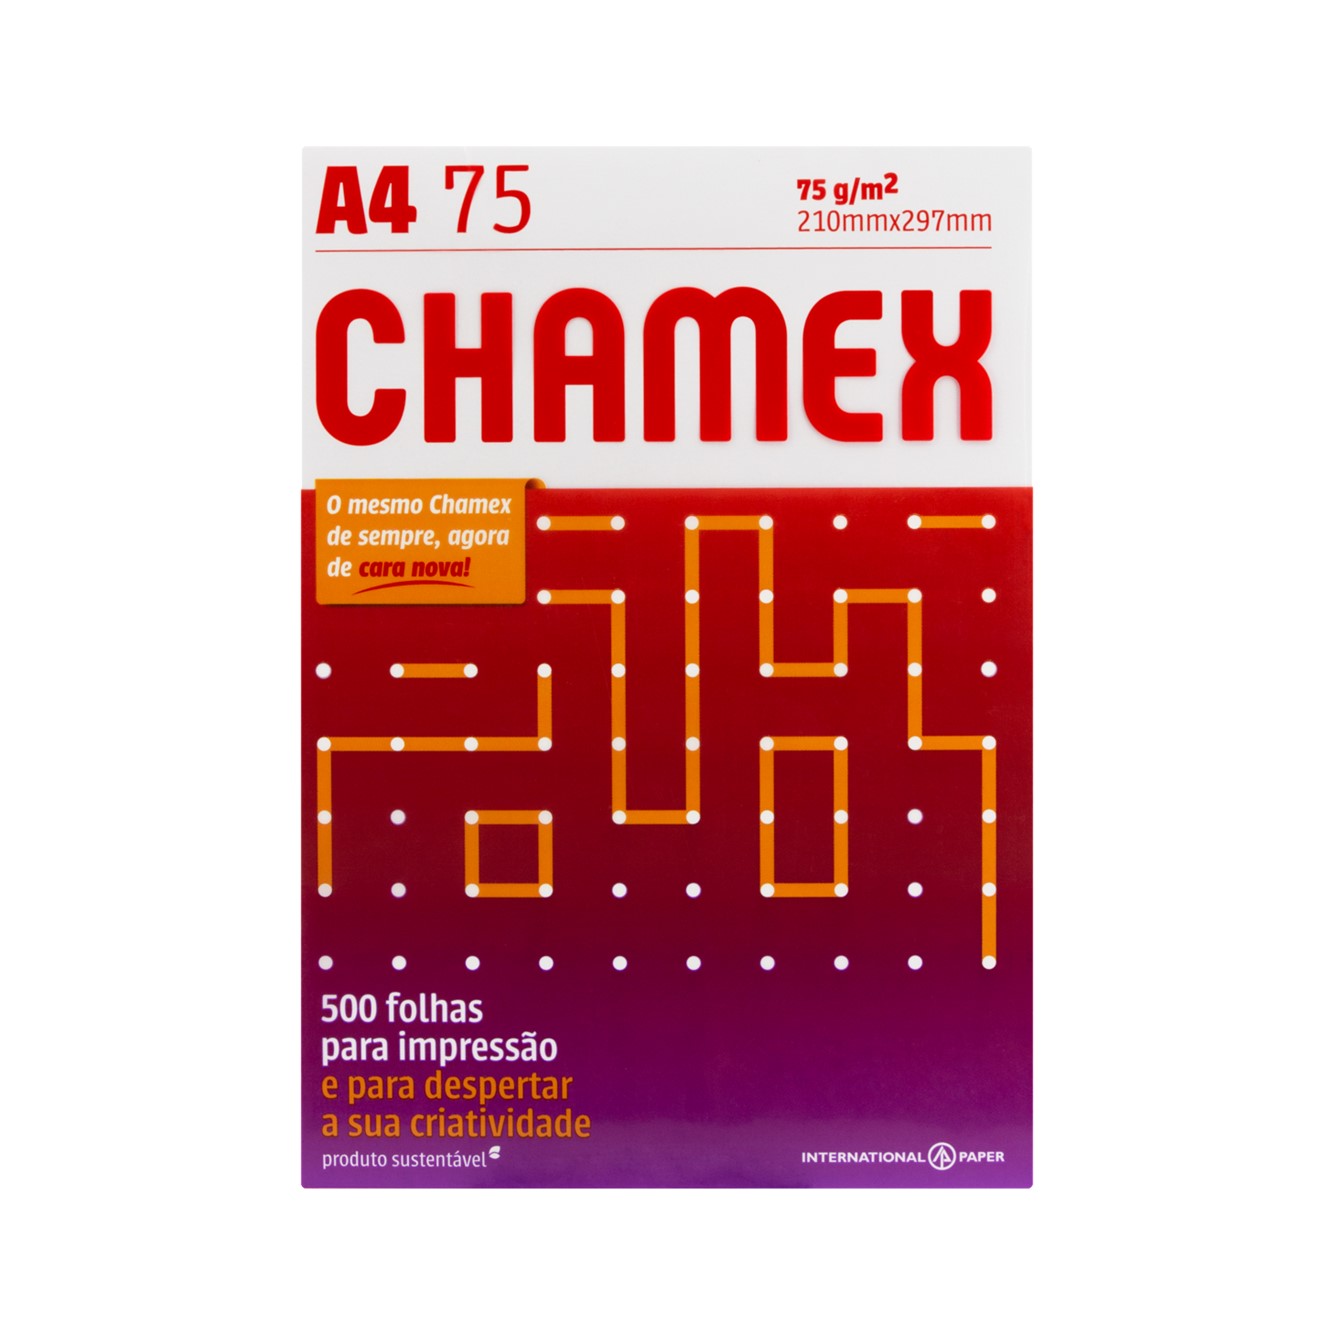 A4 75
75 g/m²
210mmx297mm
CHAMEX
O mesmo Chamex
de sempre, agora
de cara nova!
500 folhas
para impressão
e para despertar
a sua criatividade
produto sustentável
INTERNATIONAL PAPER